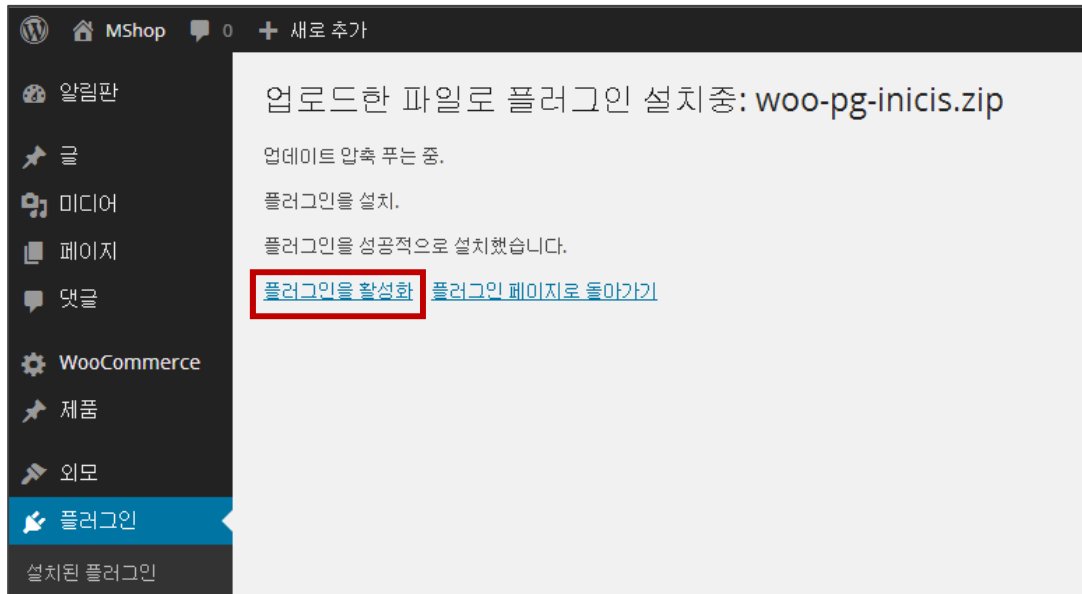 MShop 0 새로 추가
알림판
글
미디어
페이지
댓글
WooCommerce
제품
외모
플러그인
설치된 플러그인
업로드한 파일로 플러그인 설치중: woo-pg-inicis.zip
업데이트 압축 푸는 중.
플러그인을 설치.
플러그인을 성공적으로 설치했습니다.
플러그인을 활성화 플러그인 페이지로 돌아가기